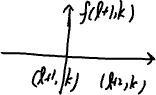 f(l+1, k)
(l+1, k) (l+2, k)